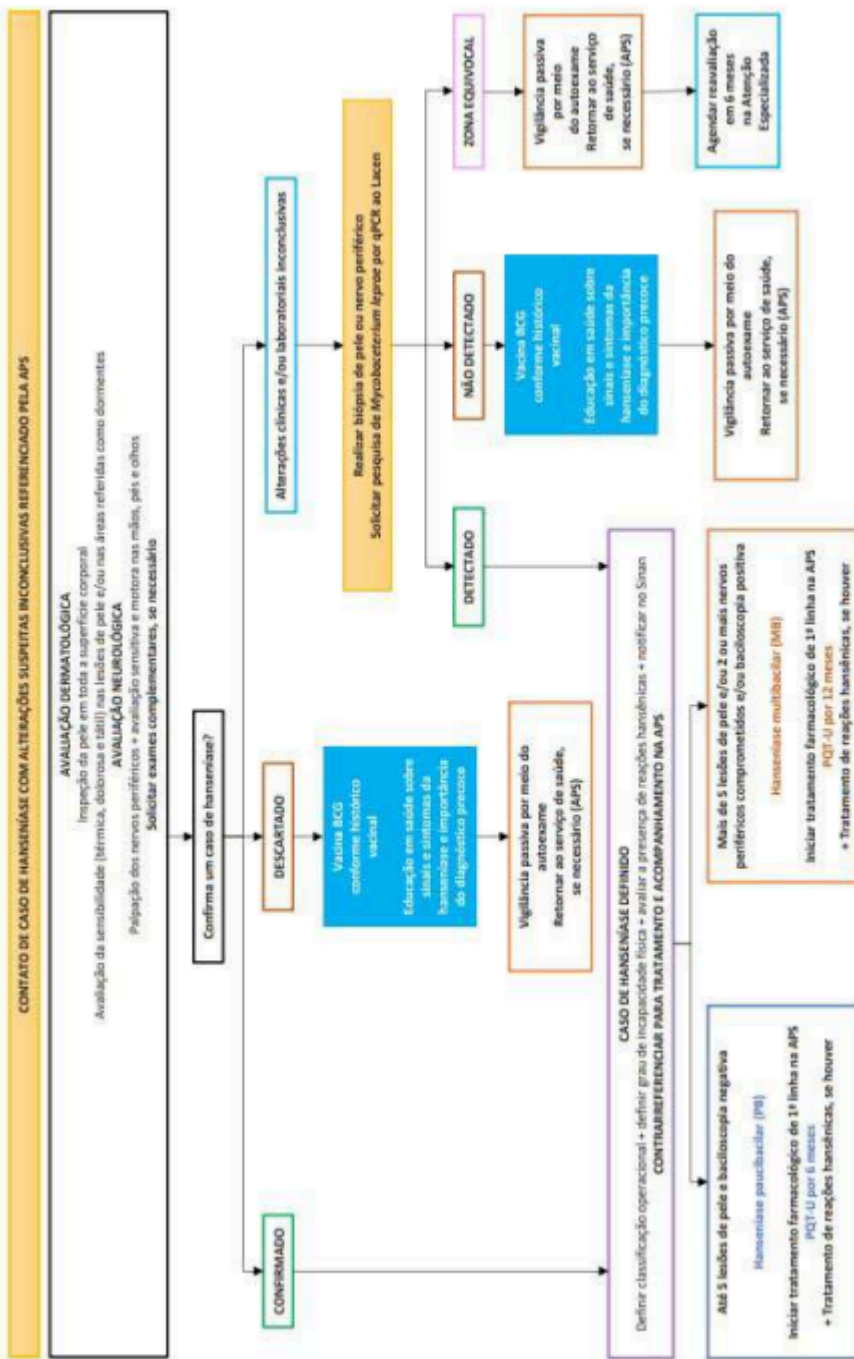 CONTATO DE CASO DE HANSENÍASE COM ALTERAÇÕES SUSPEITAS INCONCLUSIVAS REFERENCIADO PELA APS
AVALIAÇÃO DERMATOLÓGICA
Inspeção da pele em toda a superfície corporal
Avaliação da sensibilidade (térmica, dolorosa e tátil) nas lesões de pele e/ou nas áreas referidas como dormentes
AVALIAÇÃO NEUROLÓGICA
Palpação dos nervos periféricos + avaliação sensitiva e motora nas mãos, pés e olhos
Solicitar exames complementares, se necessário
Confirma um caso de hanseníase?
CONFIRMADO
DESCARTADO
Vacina BCG
conforme histórico
vacinal
Educação em saúde sobre
sinais e sintomas da
hanseníase e importância
do diagnóstico precoce
Vigilância passiva por meio do
autoexame
Retornar ao serviço de saúde,
se necessário (APS)
Alterações clínicas e/ou laboratoriais inconclusivas
Realizar biópsia de pele ou nervo periférico
Solicitar pesquisa de Mycobacterium leprae por qPCR ao Lacen
DETECTADO
NÃO DETECTADO
Vacina BCG
conforme histórico
vacinal
Educação em saúde sobre
sinais e sintomas da
hanseníase e importância
do diagnóstico precoce
Vigilância passiva por meio do
autoexame
Retornar ao serviço de saúde,
se necessário (APS)
ZONA EQUIVOCAL
Vigilância passiva
por meio
do autoexame
Retornar ao serviço
de saúde,
se necessário (APS)
Agendar reavaliação
em 6 meses
na Atenção
Especializada
CASO DE HANSENÍASE DEFINIDO
Definir classificação operacional + definir grau de incapacidade física + avaliar a presença de reações hansênicas + notificar no Sinan
CONTRARREFERENCIAR PARA TRATAMENTO E ACOMPANHAMENTO NA APS
Até 5 lesões de pele e baciloscopia negativa
Hanseníase paucibacilar (PB)
Iniciar tratamento farmacológico de 1ª linha na APS
PQT-U por 6 meses
+ Tratamento de reações hansênicas, se houver
Mais de 5 lesões de pele e/ou 2 ou mais nervos
periféricos comprometidos e/ou baciloscopia positiva
Hanseníase multibacilar (MB)
Iniciar tratamento farmacológico de 1ª linha na APS
PQT-U por 12 meses
+ Tratamento de reações hansênicas, se houver